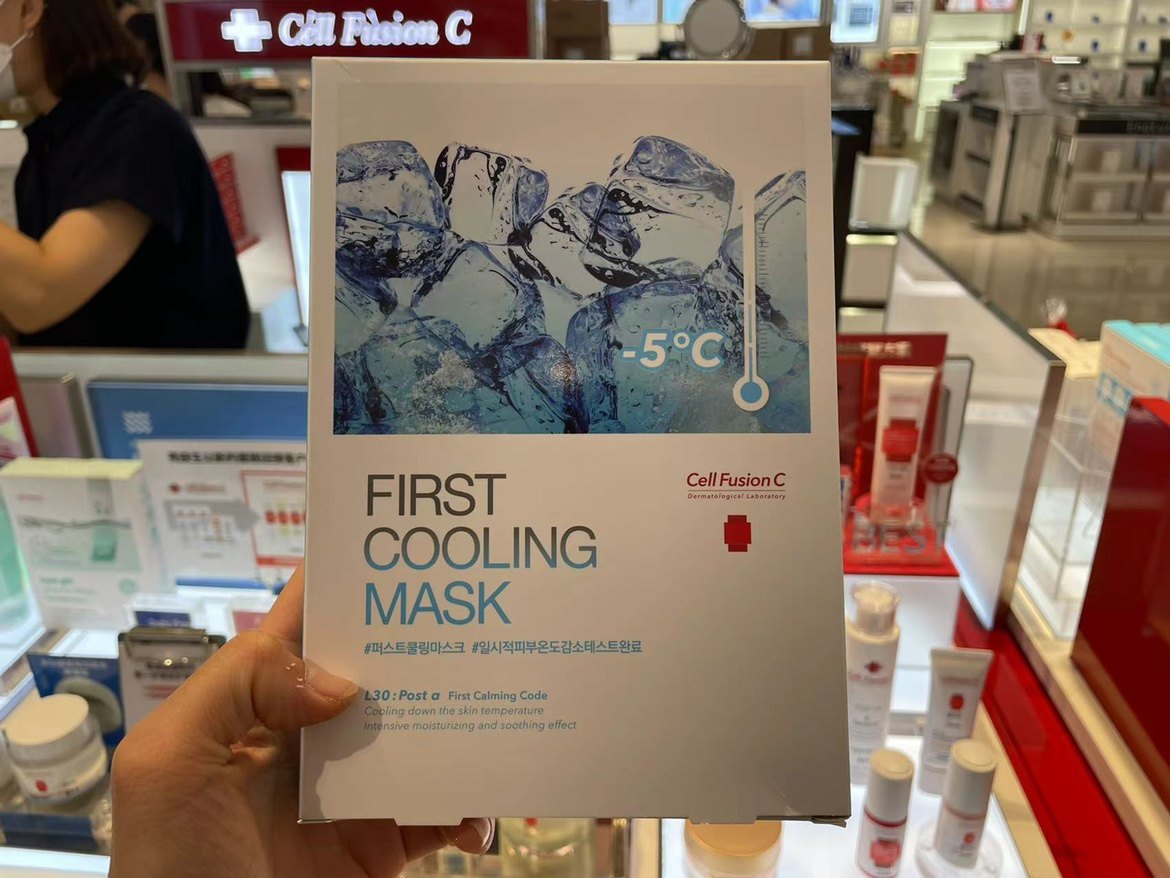 Cell Fusion C
-5°C
FIRST
COOLING
MASK
Cell Fusion C
Dermatological Laboratory
#퍼스트쿨링마스크 #일시적피부온도감소테스트완료
L30 : Post α First Calming Code
Cooling down the skin temperature
Intensive moisturizing and soothing effect